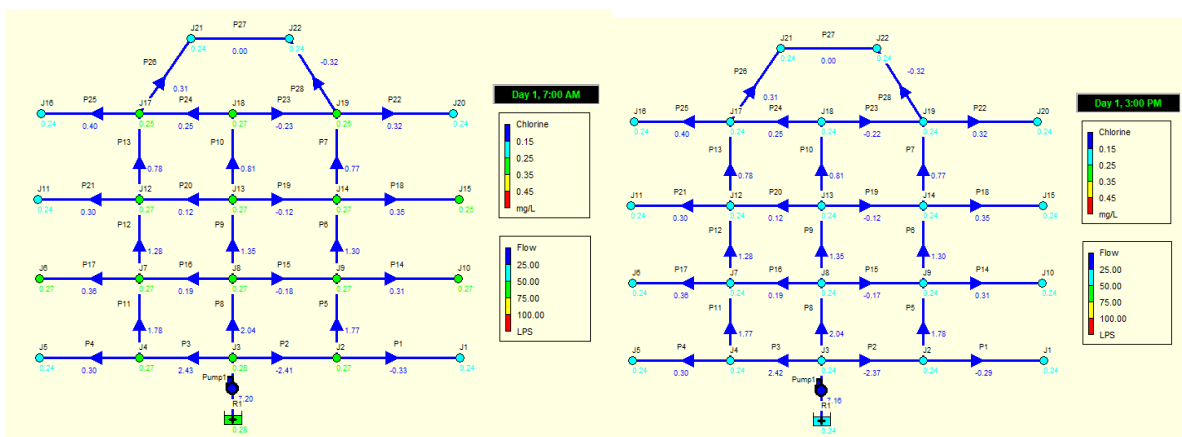 J21 P27 J22
0.24 0.24
0.00
P26 -0.32
0.31 P28
J16 P25 J17 P24 J18 P23 J19 P22 J20
0.24 0.40 0.25 0.25 0.27 -0.23 0.25 0.32 0.24
P13 P10 P7
0.78 0.81 0.77
J11 P21 J12 P20 J13 P19 J14 P18 J15
0.24 0.30 0.27 0.12 0.27 -0.12 0.27 0.35 0.25
P12 P9 P6
1.28 1.35 1.30
J6 P17 J7 P16 J8 P15 J9 P14 J10
0.27 0.36 0.27 0.19 0.27 -0.18 0.27 0.31 0.27
P11 P8 P5
1.78 2.04 1.77
J5 P4 J4 P3 J3 P2 J2 P1 J1
0.24 0.30 0.27 2.43 0.28 -2.41 0.27 -0.33 0.24
Pump1
7.20
R1
0.28
Day 1, 7:00 AM
Chlorine
0.15
0.25
0.35
0.45
mg/L
Flow
25.00
50.00
75.00
100.00
LPS
J21 P27 J22
0.24 0.24
0.00
P26 -0.32
0.31 P28
J16 P25 J17 P24 J18 P23 J19 P22 J20
0.24 0.40 0.24 0.25 0.24 -0.22 0.24 0.32 0.24
P13 P10 P7
0.78 0.81 0.77
J11 P21 J12 P20 J13 P19 J14 P18 J15
0.24 0.30 0.24 0.12 0.24 -0.12 0.24 0.35 0.24
P12 P9 P6
1.28 1.35 1.30
J6 P17 J7 P16 J8 P15 J9 P14 J10
0.24 0.36 0.24 0.19 0.24 -0.17 0.24 0.31 0.24
P11 P8 P5
1.78 2.04 1.78
J5 P4 J4 P3 J3 P2 J2 P1 J1
0.24 0.30 0.24 2.42 0.24 -2.37 0.24 -0.29 0.24
Pump1
7.16
R1
0.24
Day 1, 3:00 PM
Chlorine
0.15
0.25
0.35
0.45
mg/L
Flow
25.00
50.00
75.00
100.00
LPS